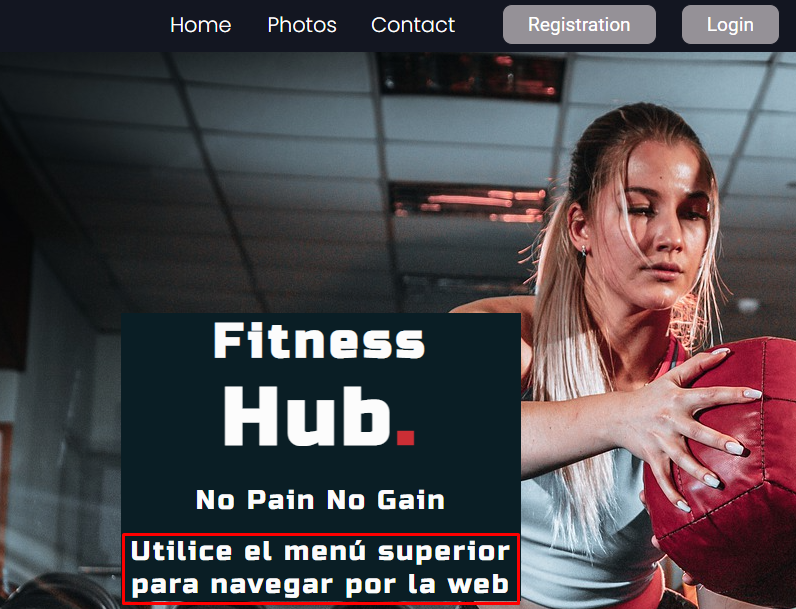 Home Photos Contact Registration Login
Fitness
Hub.
No Pain No Gain
Utilice el menú superior
para navegar por la web